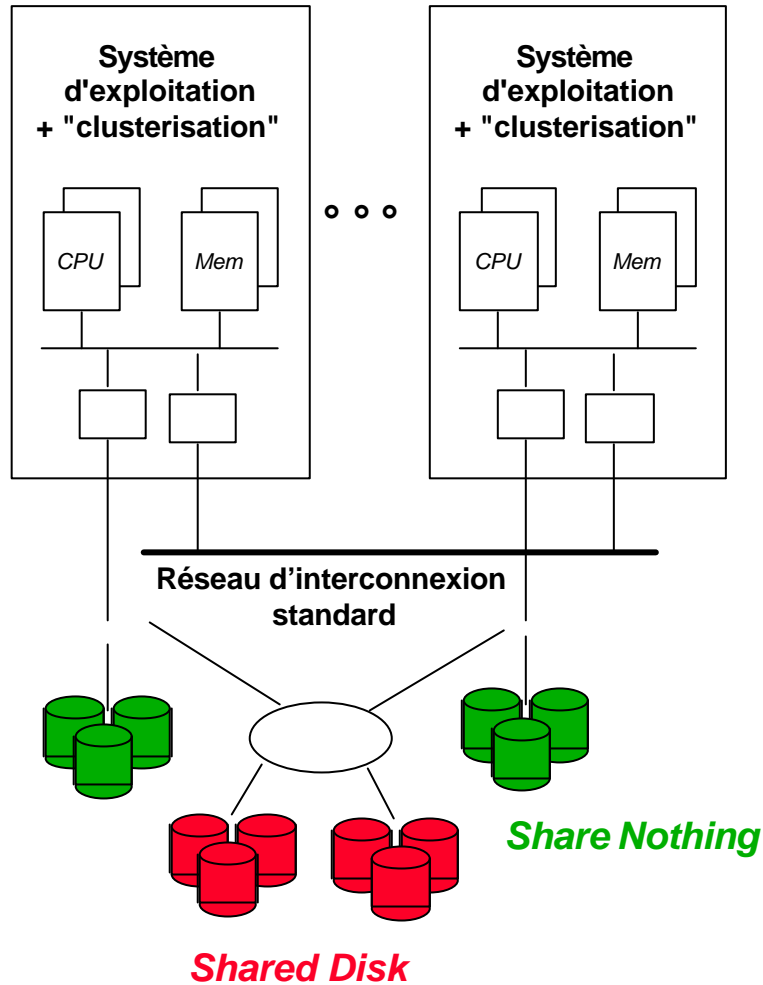 Système
d'exploitation
+ "clusterisation"
CPU
Mem
Système
d'exploitation
+ "clusterisation"
CPU
Mem
Réseau d’interconnexion
standard
Share Nothing
Shared Disk